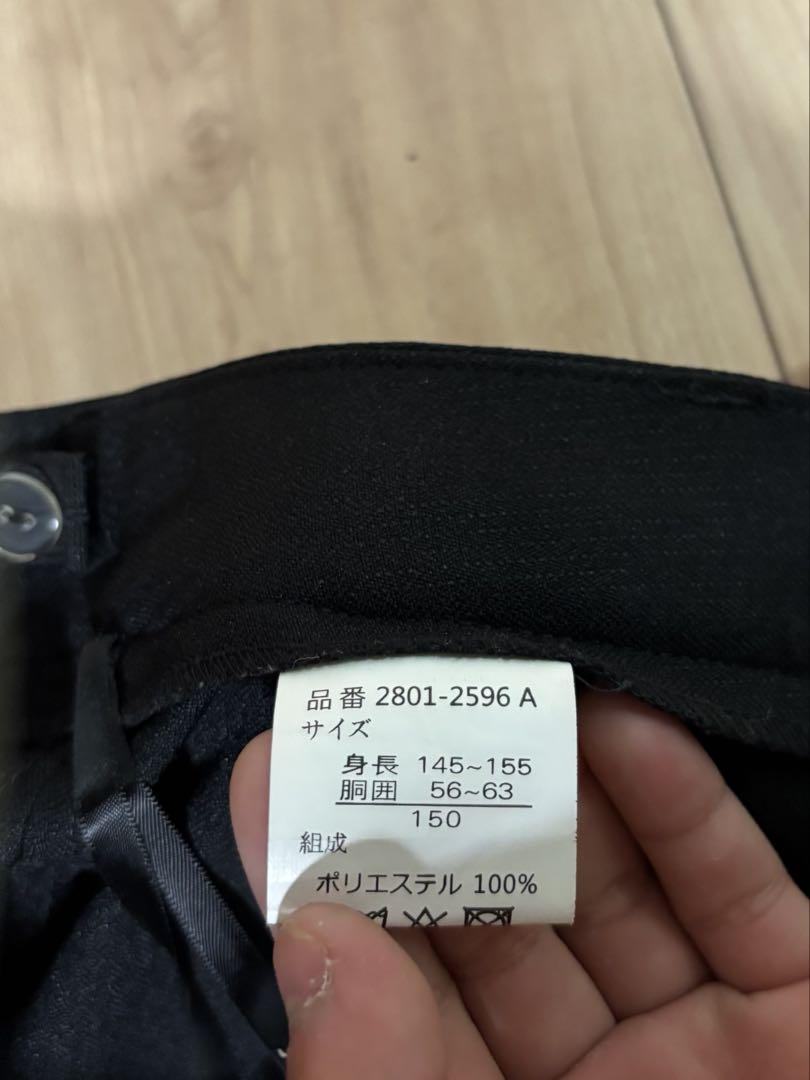 品番 2801-2596 A
サイズ
身長 145~155
胴囲 56~63
150
組成
ポリエステル 100%